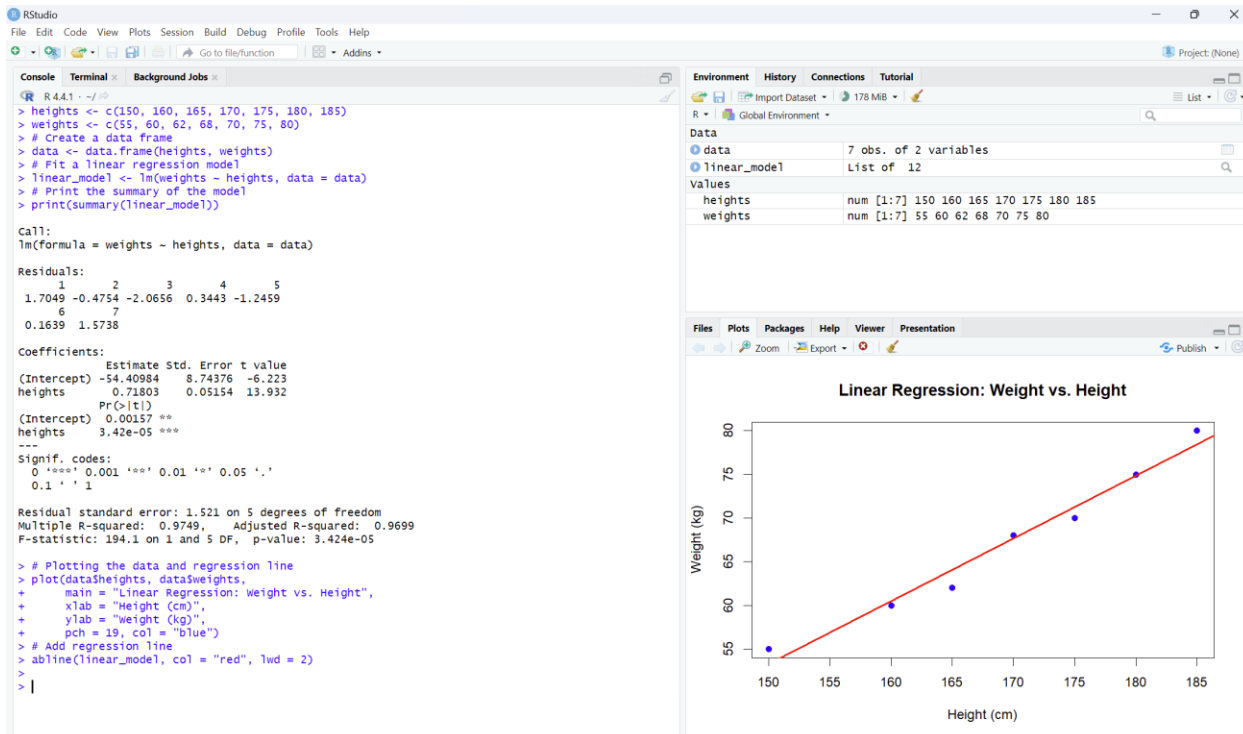 RStudio
File Edit Code View Plots Session Build Debug Profile Tools Help
Go to file/function Addins Project: (None)
Console Terminal Background Jobs
R 4.4.1 · ~/
> heights <- c(150, 160, 165, 170, 175, 180, 185)
> weights <- c(55, 60, 62, 68, 70, 75, 80)
> # Create a data frame
> data <- data.frame(heights, weights)
> # Fit a linear regression model
> linear_model <- lm(weights ~ heights, data = data)
> # Print the summary of the model
> print(summary(linear_model))
Call:
lm(formula = weights ~ heights, data = data)
Residuals:
1 2 3 4 5
1.7049 -0.4754 -2.0656 0.3443 -1.2459
6 7
0.1639 1.5738
Coefficients:
Estimate Std. Error t value
(Intercept) -54.40984 8.74376 -6.223
heights 0.71803 0.05154 13.932
Pr(>|t|)
(Intercept) 0.00157 **
heights 3.42e-05 ***
---
Signif. codes:
0 ‘***’ 0.001 ‘**’ 0.01 ‘*’ 0.05 ‘.’
0.1 ‘ ’ 1
Residual standard error: 1.521 on 5 degrees of freedom
Multiple R-squared: 0.9749, Adjusted R-squared: 0.9699
F-statistic: 194.1 on 1 and 5 DF, p-value: 3.424e-05
> # Plotting the data and regression line
> plot(data$heights, data$weights,
+ main = "Linear Regression: Weight vs. Height",
+ xlab = "Height (cm)",
+ ylab = "Weight (kg)",
+ pch = 19, col = "blue")
> # Add regression line
> abline(linear_model, col = "red", lwd = 2)
>
>
Environment History Connections Tutorial
Import Dataset 178 MiB List
R Global Environment
Data
data 7 obs. of 2 variables
linear_model List of 12
Values
heights num [1:7] 150 160 165 170 175 180 185
weights num [1:7] 55 60 62 68 70 75 80
Files Plots Packages Help Viewer Presentation
Zoom Export Publish
Linear Regression: Weight vs. Height
Weight (kg)
80
75
70
65
60
55
150 155 160 165 170 175 180 185
Height (cm)